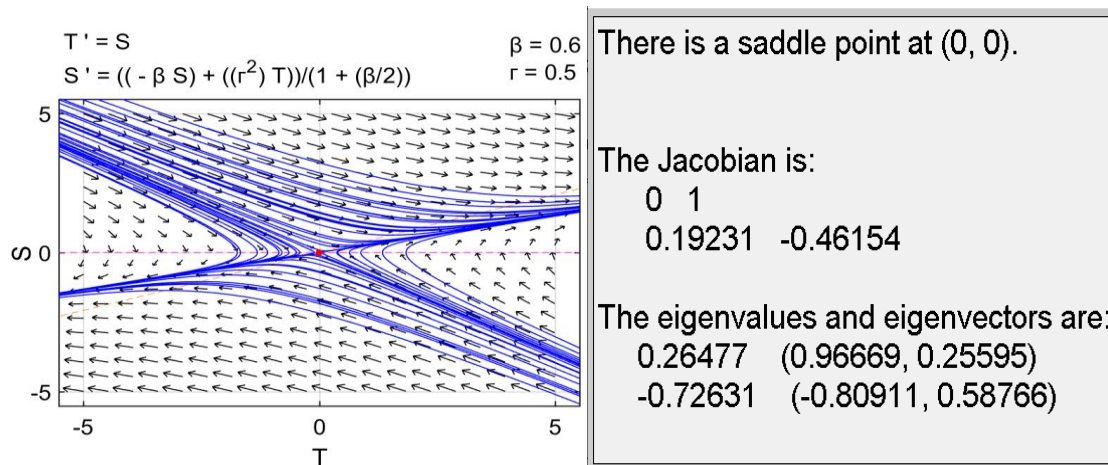 T ' = S
S ' = (( - β S) + ((r²) T))/(1 + (β/2))
β = 0.6
r = 0.5
5
0
-5
S
-5
0
5
T
There is a saddle point at (0, 0).
The Jacobian is:
0 1
0.19231 -0.46154
The eigenvalues and eigenvectors are:
0.26477 (0.96669, 0.25595)
-0.72631 (-0.80911, 0.58766)